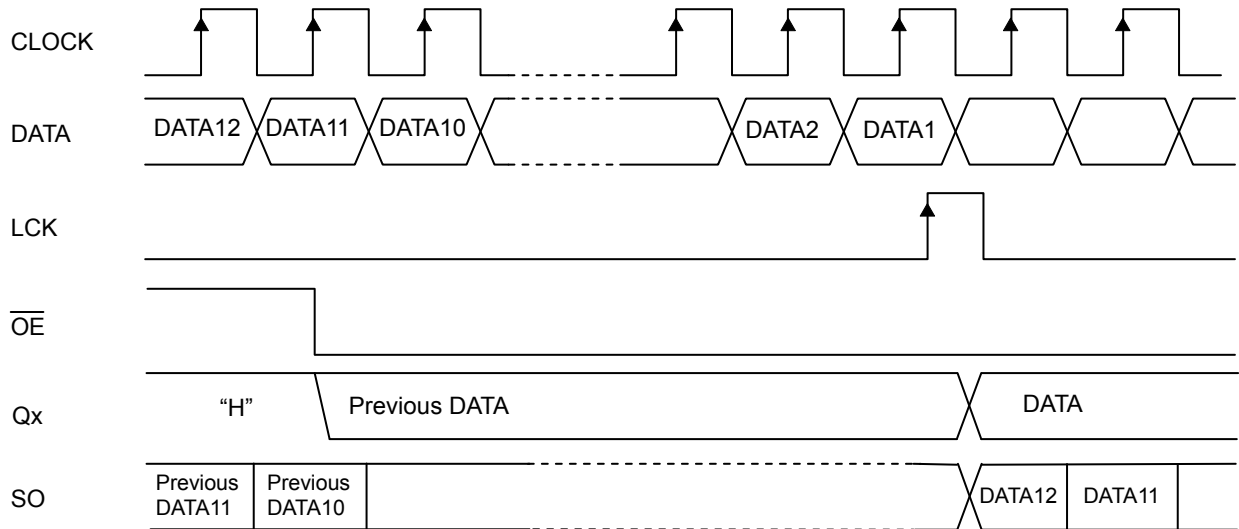 CLOCK
DATA
DATA12
DATA11
DATA10
DATA2
DATA1
LCK
OE
Qx
“H”
Previous DATA
DATA
SO
Previous
DATA11
Previous
DATA10
DATA12
DATA11